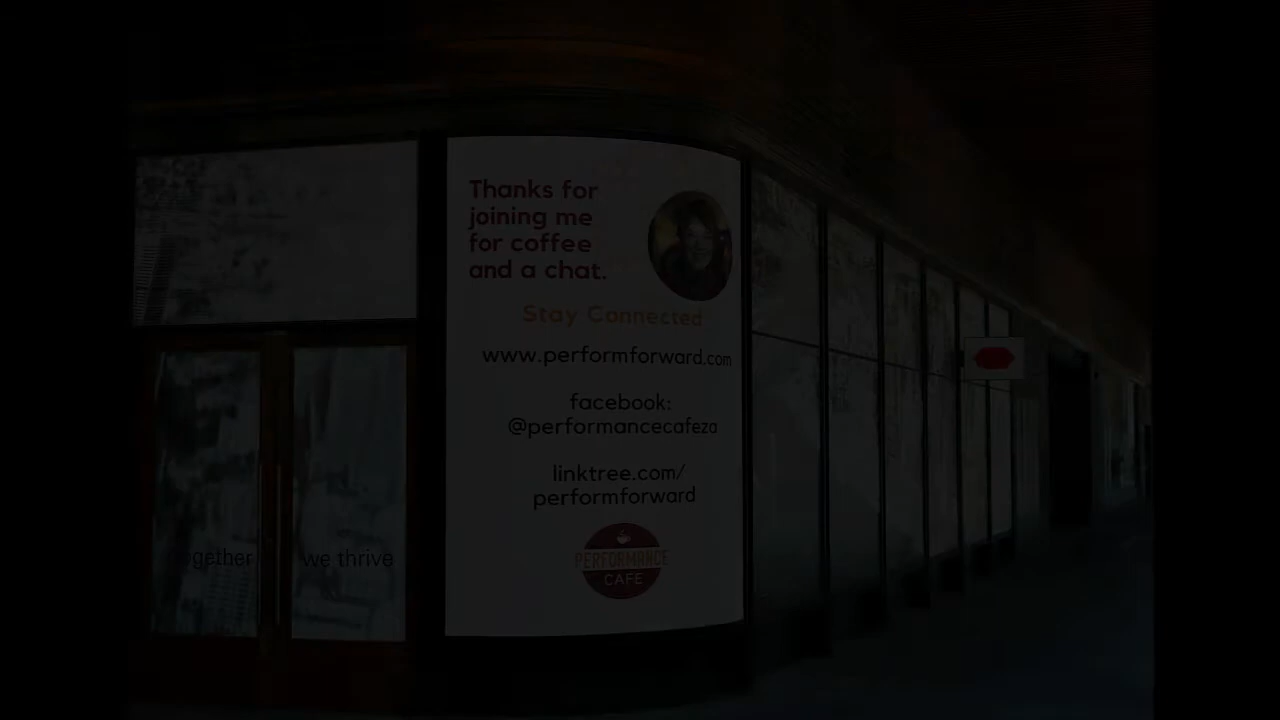 Thanks for
joining me
for coffee
and a chat.
Stay Connected
www.performforward.com
facebook:
@performancecafeza
linktree.com/
performforward
PERFORMANCE
CAFE
we thrive